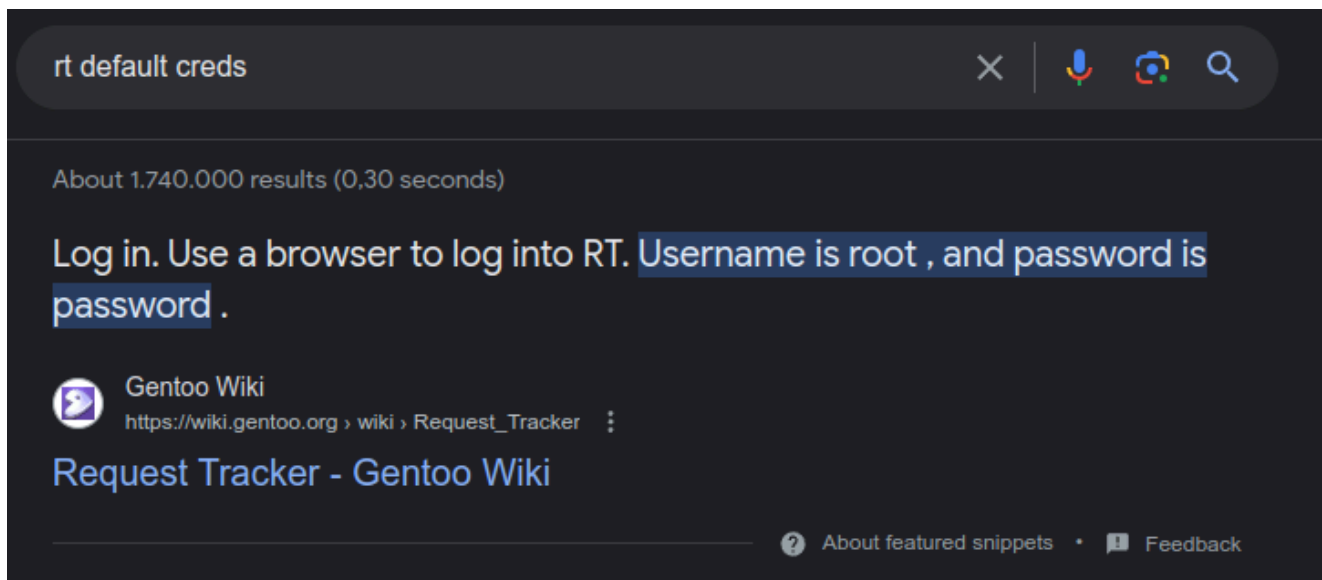 rt default creds
About 1.740.000 results (0,30 seconds)
Log in. Use a browser to log into RT. Username is root , and password is
password .
Gentoo Wiki
https://wiki.gentoo.org › wiki › Request_Tracker
Request Tracker - Gentoo Wiki
About featured snippets • Feedback